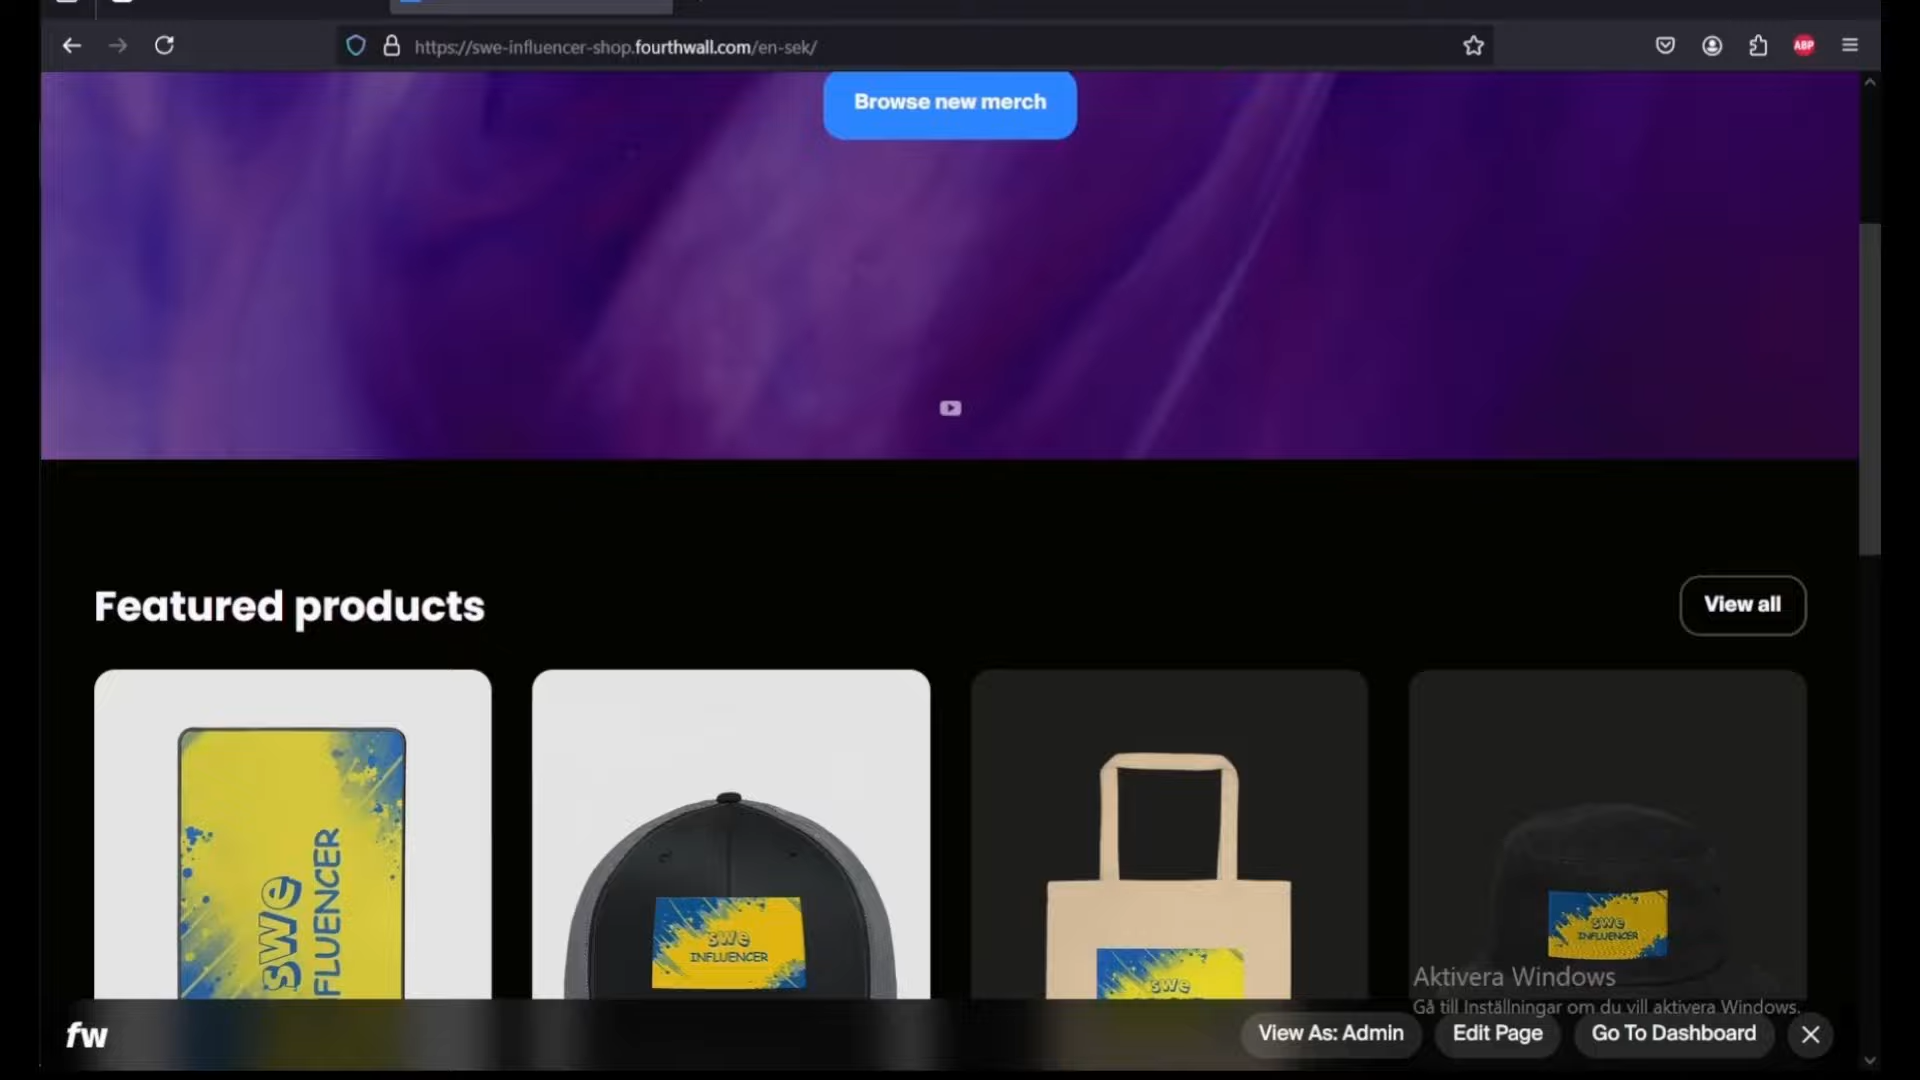 https://swe-influencer-shop.fourthwall.com/en-sek/
ABP
Browse new merch
Featured products
View all
swe
FLUENCER
swe
INFLUENCER
swe
swe
INFLUENCER
Aktivera Windows
Gå till Inställningar om du vill aktivera Windows.
fw
View As: Admin
Edit Page
Go To Dashboard